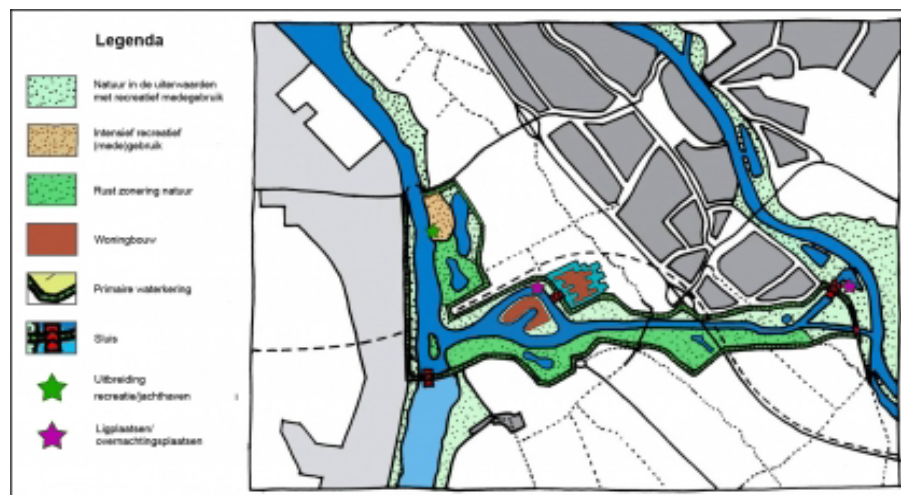 Legenda
Natuur in de uiterwaarden
met recreatief medegebruik
Intensief recreatief
(mede)gebruik
Rust zonering natuur
Woningbouw
Primaire waterkering
Sluis
Uitbreiding
recreatie/jachthaven
Ligplaatsen/
overnachtingsplaatsen